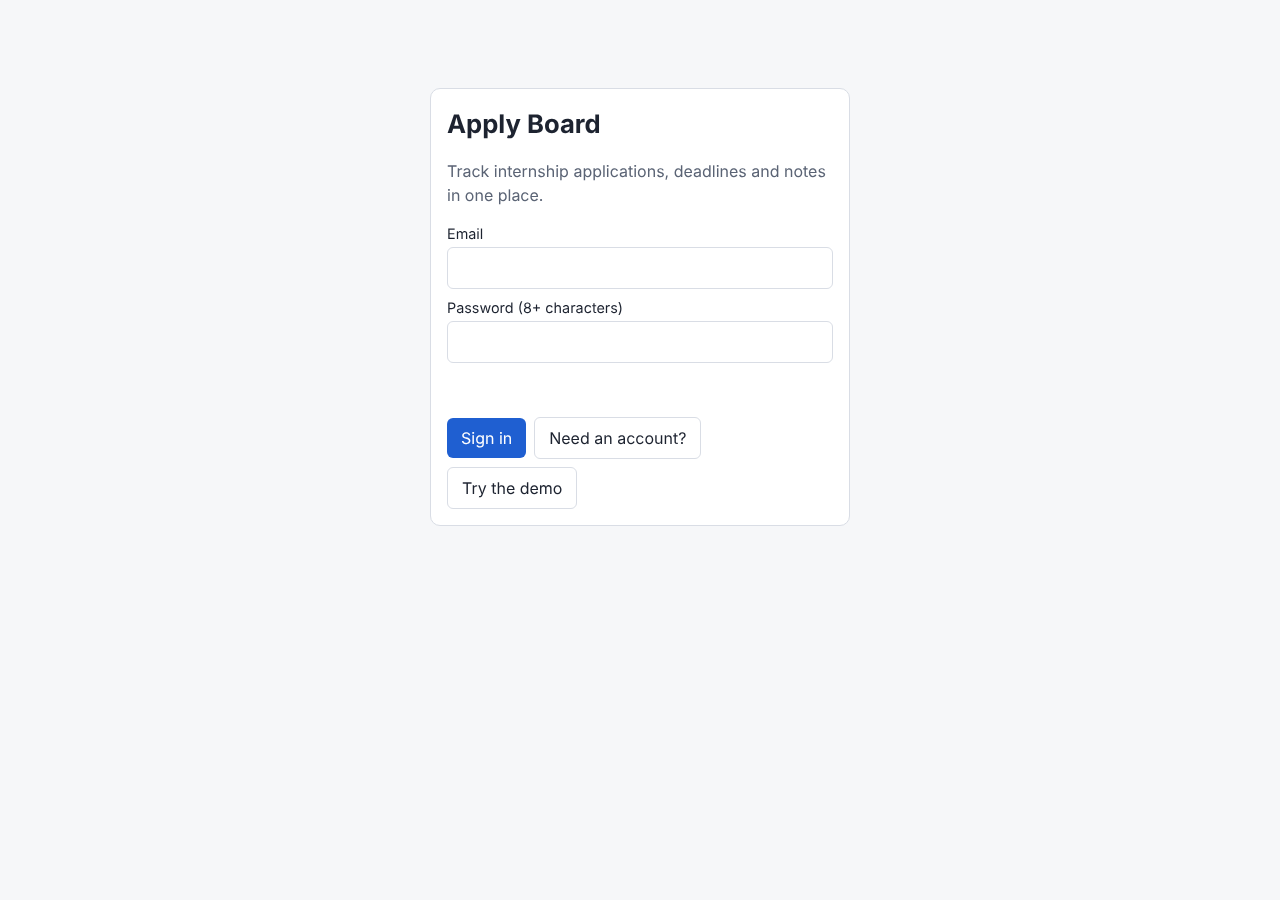 Apply Board
Track internship applications, deadlines and notes
in one place.
Email
Password (8+ characters)
Sign in
Need an account?
Try the demo